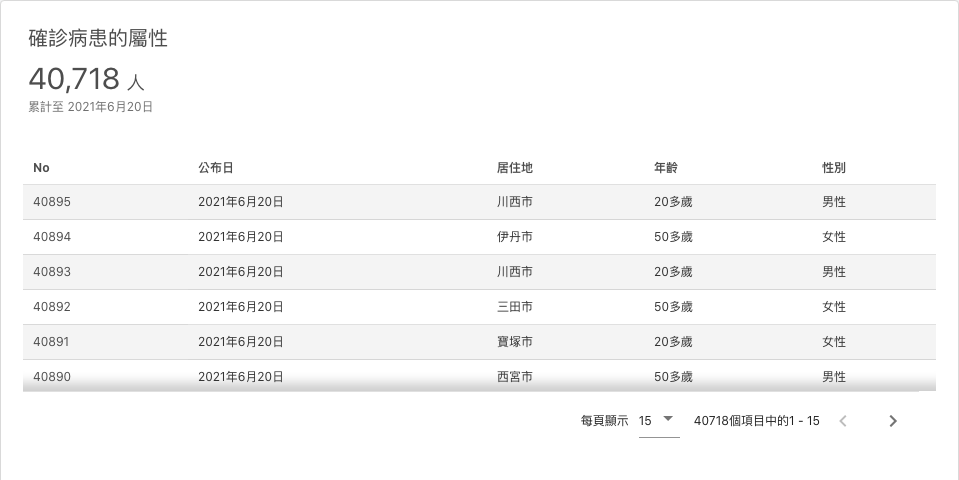 確診病患的屬性
40,718 人
累計至 2021年6月20日
No 公布日 居住地 年齡 性別
40895 2021年6月20日 川西市 20多歲 男性
40894 2021年6月20日 伊丹市 50多歲 女性
40893 2021年6月20日 川西市 20多歲 男性
40892 2021年6月20日 三田市 50多歲 女性
40891 2021年6月20日 寶塚市 20多歲 女性
40890 2021年6月20日 西宮市 50多歲 男性
每頁顯示 15 40718個項目中的1 - 15